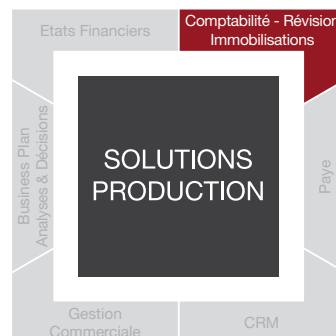 Etats Financiers
Comptabilité - Révision
Immobilisations
Business Plan
Analyses & Décisions
SOLUTIONS
PRODUCTION
Paye
Gestion
Commerciale
CRM